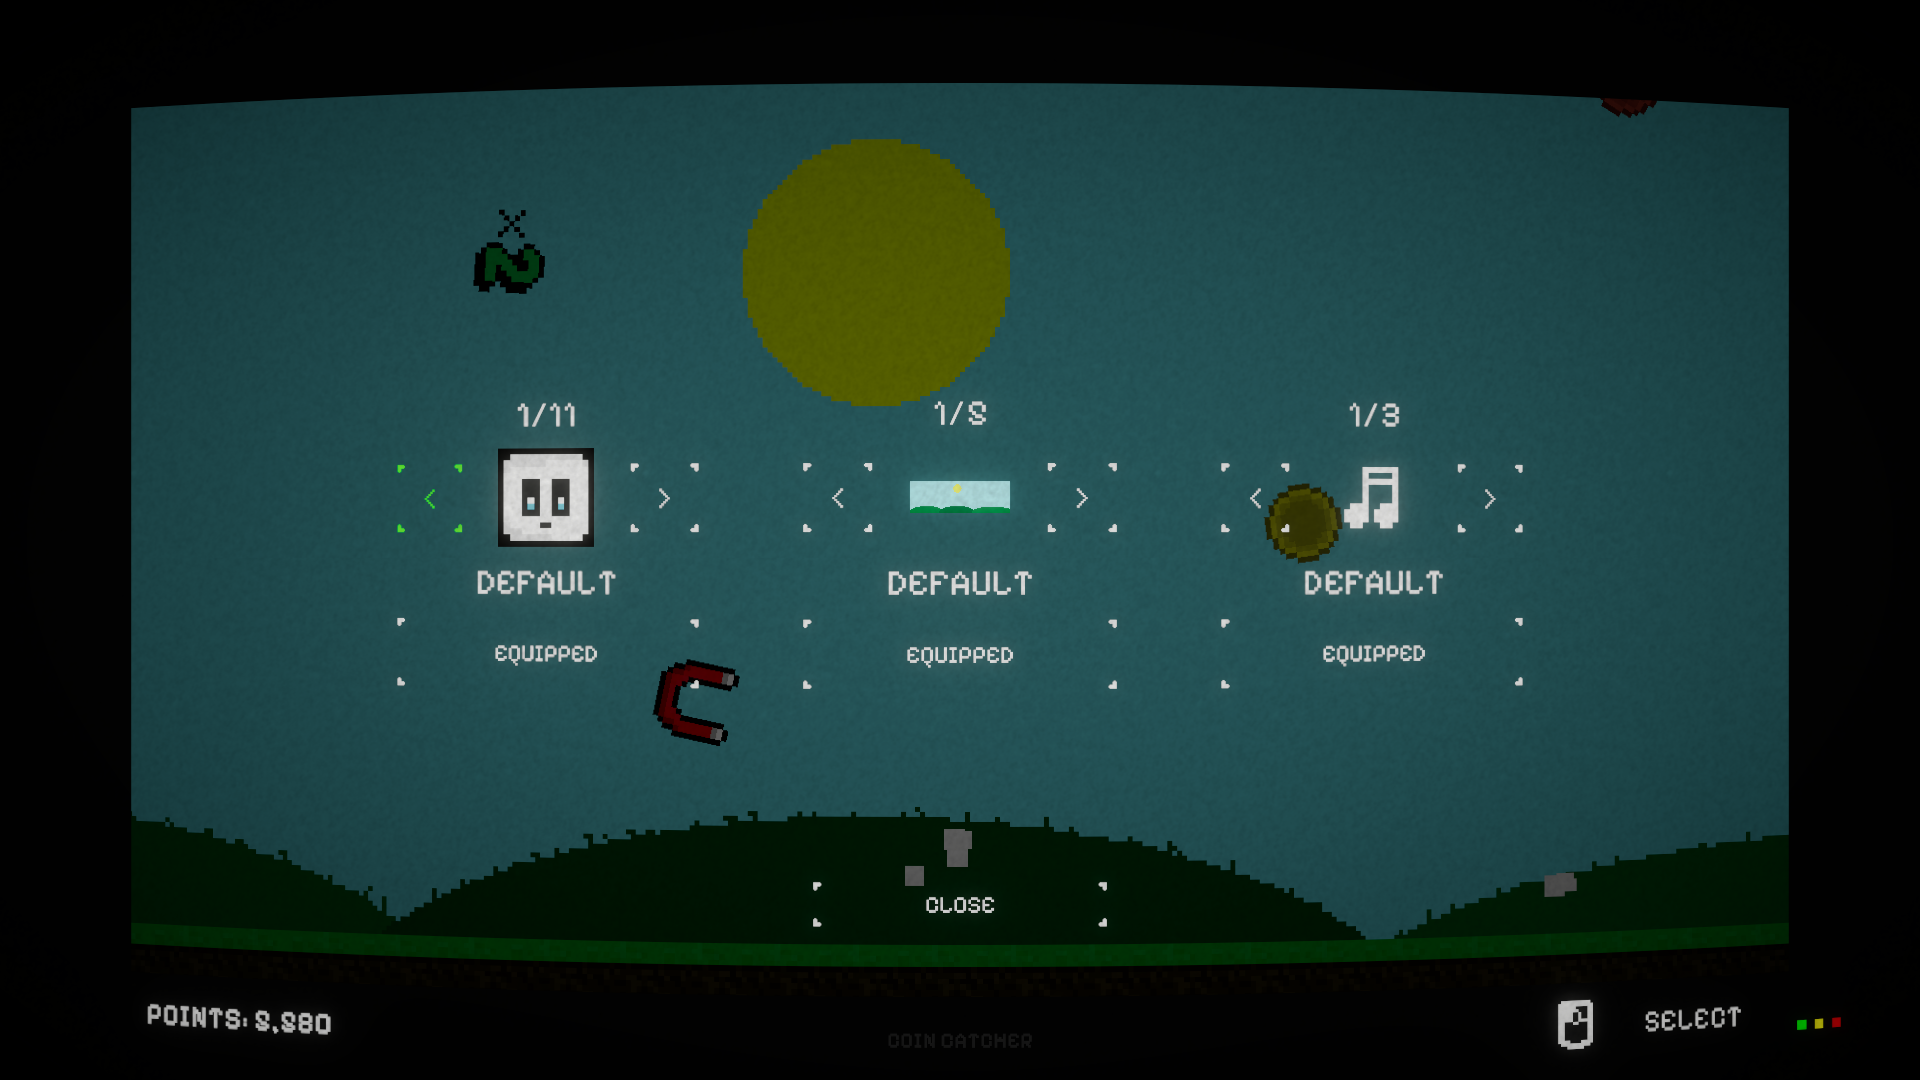 1/11
1/8
1/3
<
>
<
>
<
>
DEFAULT
DEFAULT
DEFAULT
EQUIPPED
EQUIPPED
EQUIPPED
CLOSE
POINTS: 8,880
COIN CATCHER
SELECT